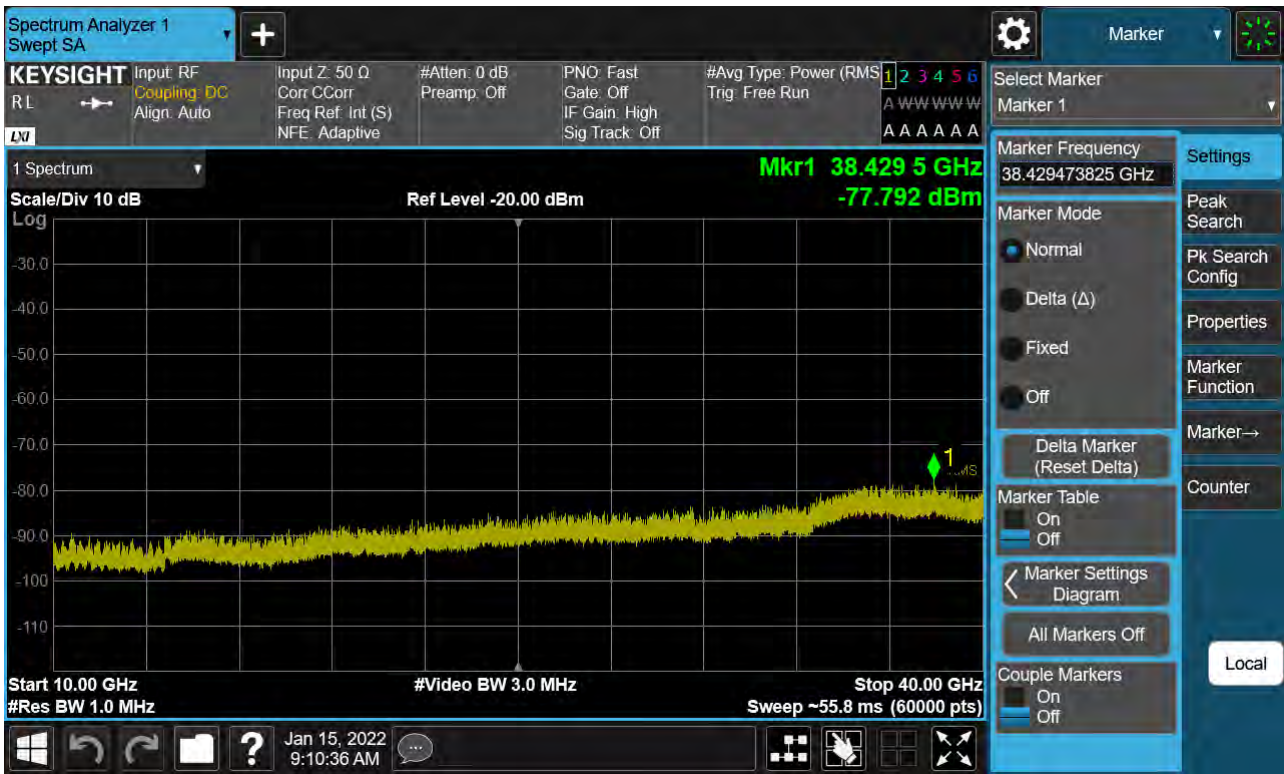 Spectrum Analyzer 1
Swept SA
Marker
KEYSIGHT
R L
LXI
Input: RF
Coupling: DC
Align: Auto
Input Z: 50 Ω
Corr CCorr
Freq Ref: Int (S)
NFE: Adaptive
#Atten: 0 dB
Preamp: Off
PNO: Fast
Gate: Off
IF Gain: High
Sig Track: Off
#Avg Type: Power (RMS
Trig: Free Run
1 2 3 4 5 6
A W W W W W
A A A A A A
1 Spectrum
Scale/Div 10 dB
Log
Ref Level -20.00 dBm
Mkr1 38.429 5 GHz
-77.792 dBm
-30.0
-40.0
-50.0
-60.0
-70.0
-80.0
-90.0
-100
-110
1
Start 10.00 GHz
#Res BW 1.0 MHz
#Video BW 3.0 MHz
Stop 40.00 GHz
Sweep ~55.8 ms (60000 pts)
Select Marker
Marker 1
Marker Frequency
38.429473825 GHz
Marker Mode
Normal
Delta (Δ)
Fixed
Off
Delta Marker
(Reset Delta)
Marker Table
On
Off
Marker Settings
Diagram
All Markers Off
Couple Markers
On
Off
Settings
Peak
Search
Pk Search
Config
Properties
Marker
Function
Marker→
Counter
Local
?
Jan 15, 2022
9:10:36 AM